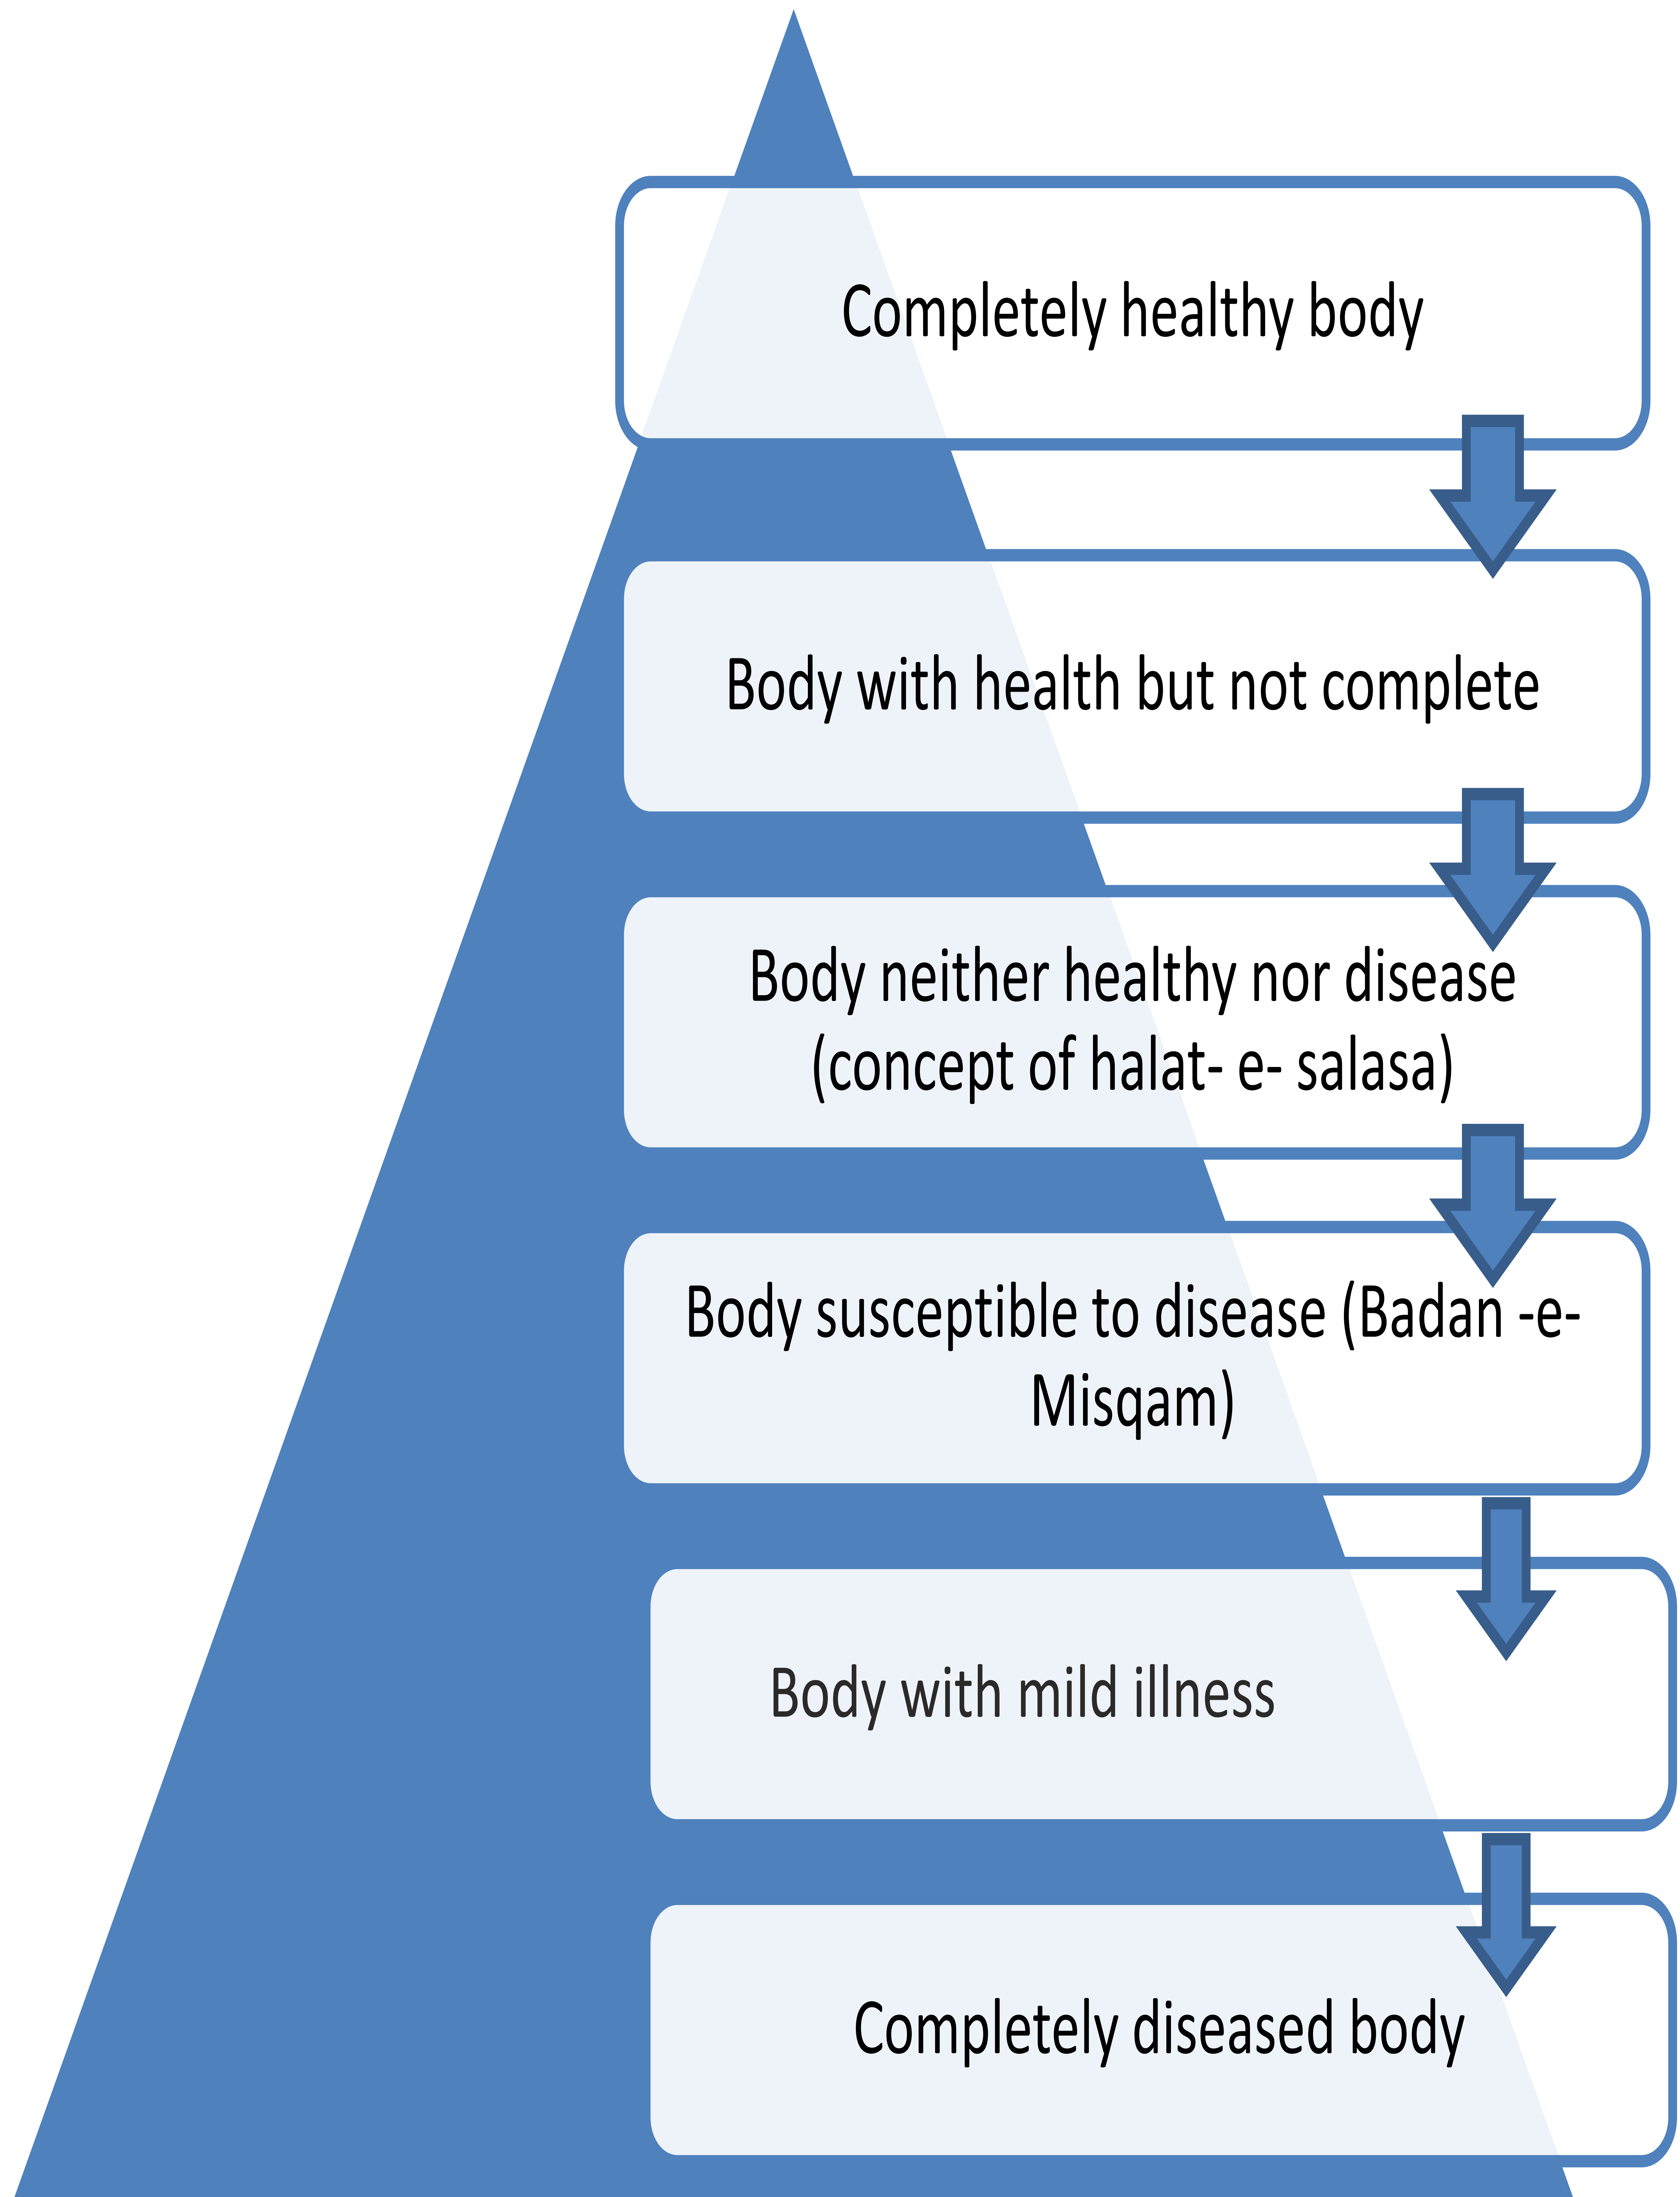 Completely healthy body
Body with health but not complete
Body neither healthy nor disease
(concept of halat- e- salasa)
Body susceptible to disease (Badan -e-
Misqam)
Body with mild illness
Completely diseased body